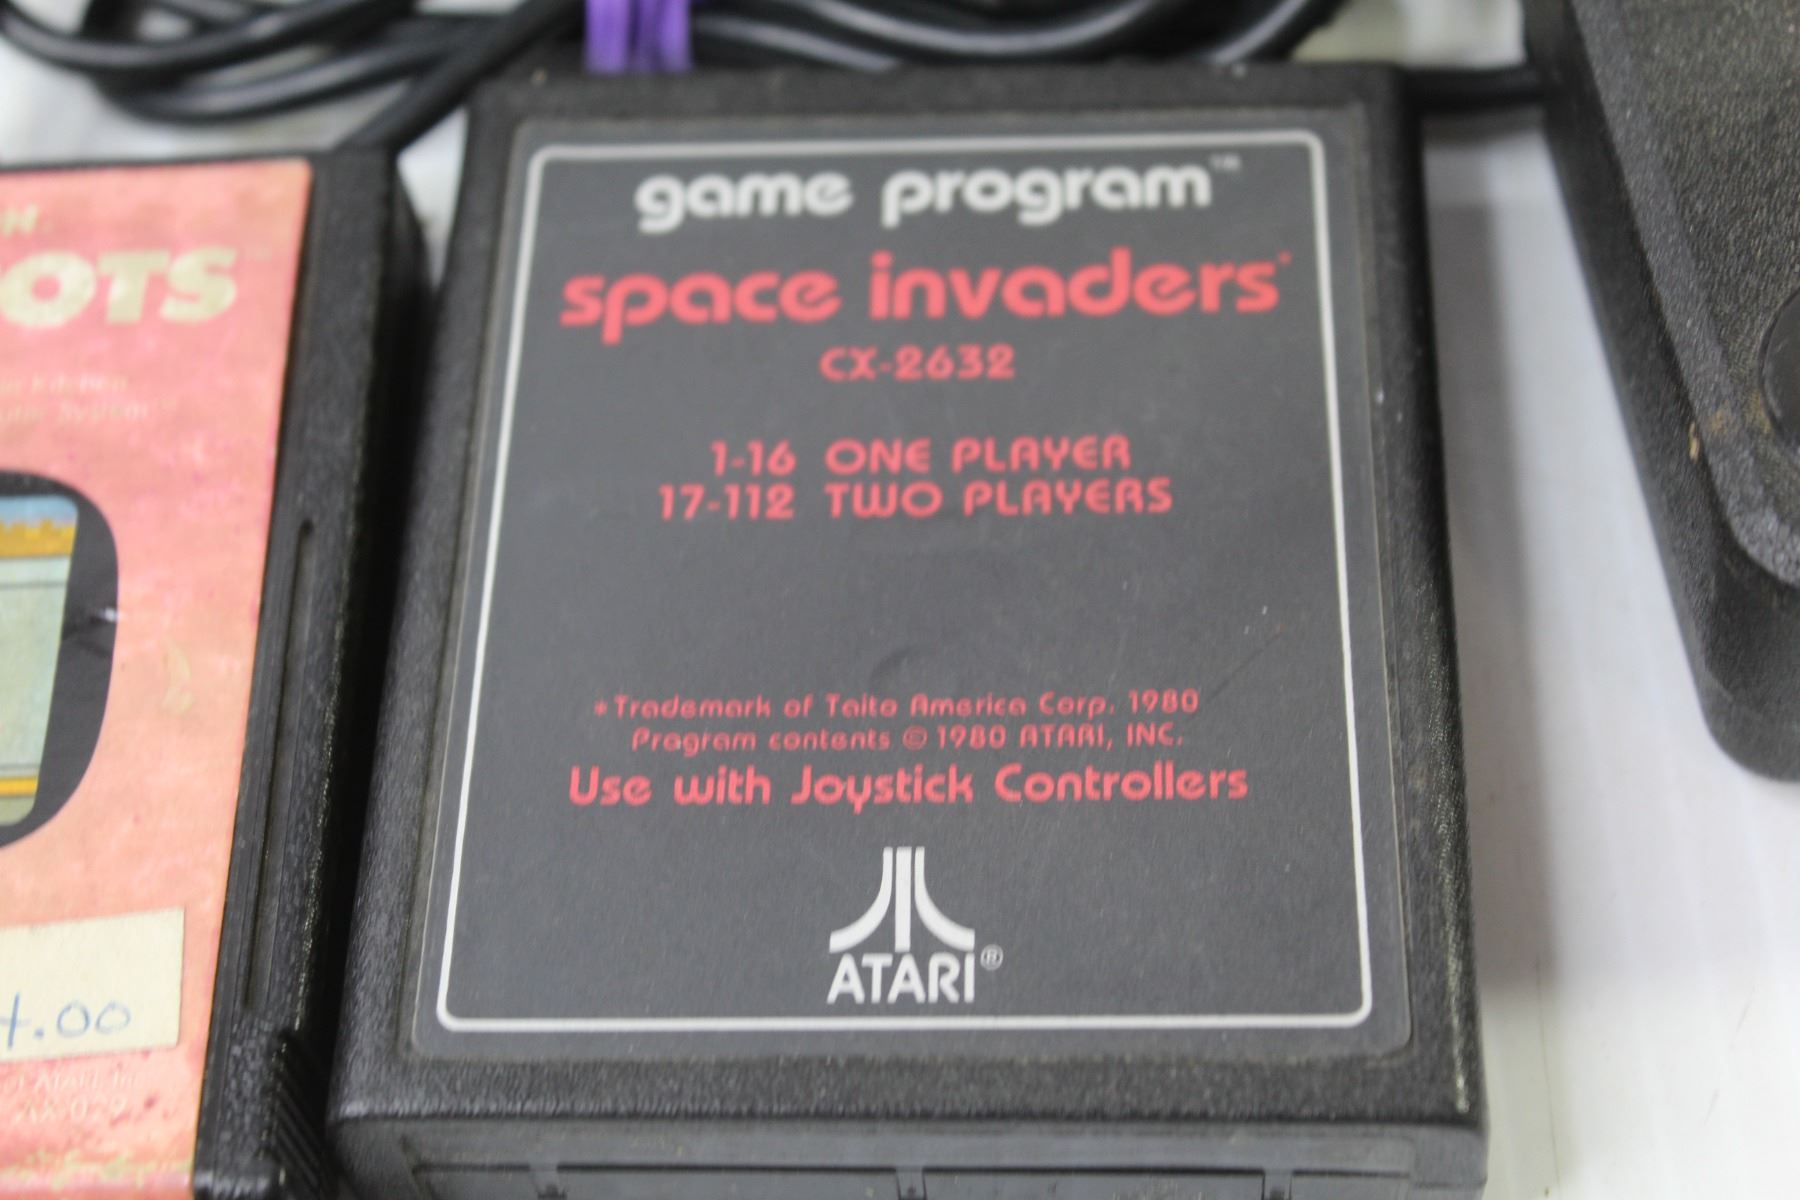 game program™
space invaders*
CX-2632
1-16 ONE PLAYER
17-112 TWO PLAYERS
*Trademark of Taito America Corp. 1980
Program contents © 1980 ATARI, INC.
Use with Joystick Controllers
ATARI®
OTS
.00